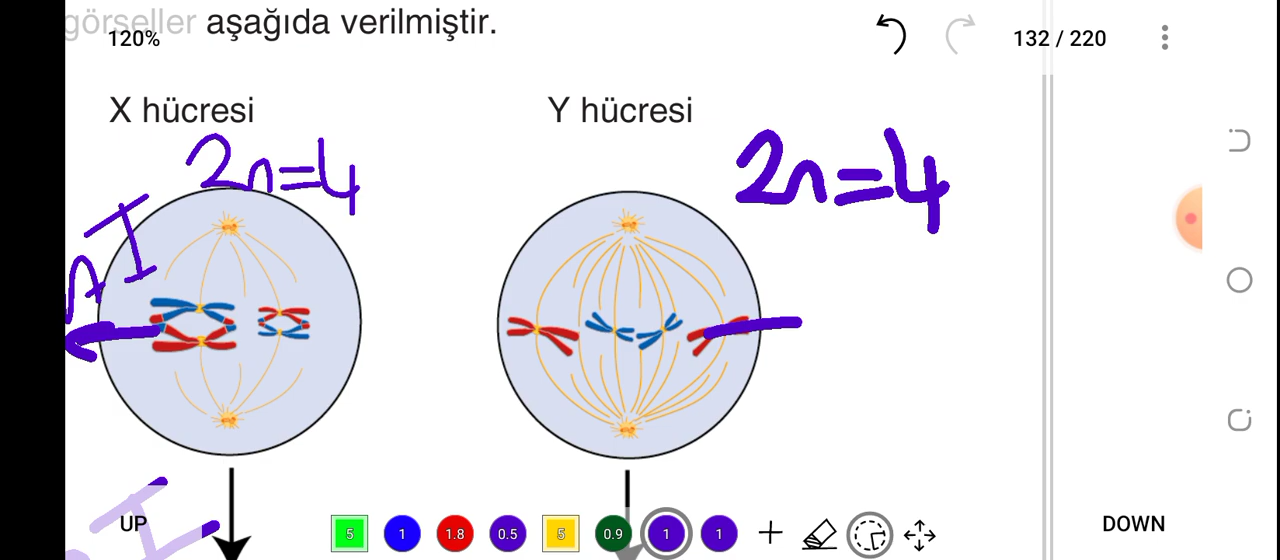 görseller aşağıda verilmiştir.
120%
132 / 220
X hücresi
Y hücresi
2n=4
2n=4
I
UP
5
1
1.8
0.5
5
0.9
1
1
DOWN